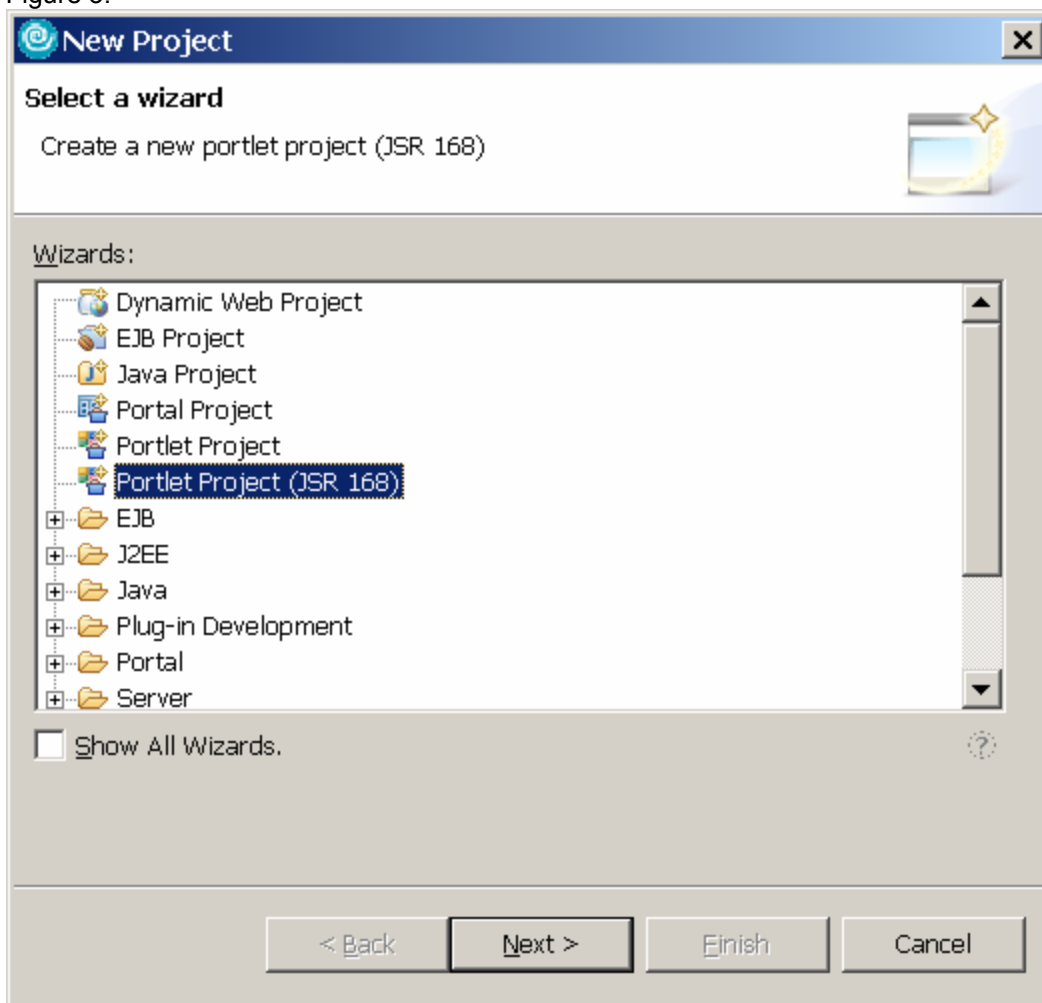 New Project
Select a wizard
Create a new portlet project (JSR 168)
Wizards:
Dynamic Web Project
EJB Project
Java Project
Portal Project
Portlet Project
Portlet Project (JSR 168)
EJB
J2EE
Java
Plug-in Development
Portal
Server
Show All Wizards.
< Back Next > Finish Cancel